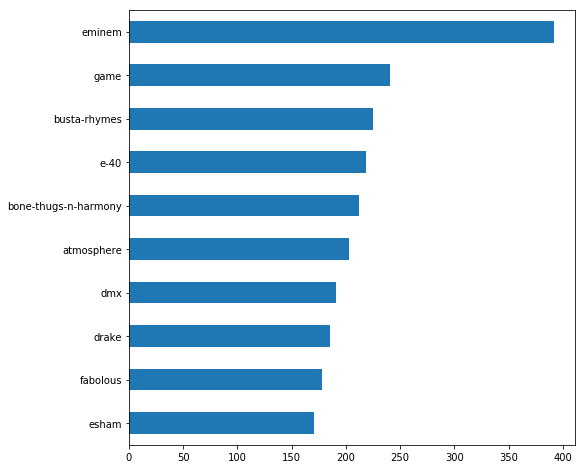 eminem
game
busta-rhymes
e-40
bone-thugs-n-harmony
atmosphere
dmx
drake
fabolous
esham
0 50 100 150 200 250 300 350 400